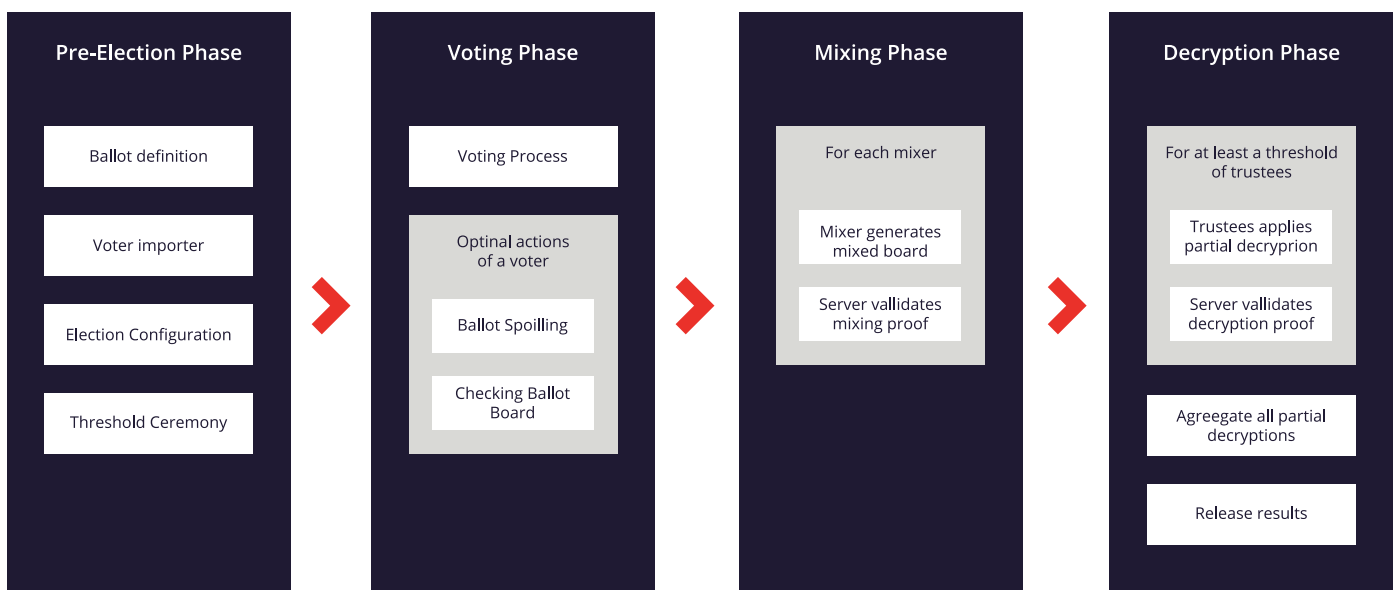 Pre-Election Phase
Ballot definition
Voter importer
Election Configuration
Threshold Ceremony
Voting Phase
Voting Process
Optinal actions
of a voter
Ballot Spoilling
Checking Ballot
Board
Mixing Phase
For each mixer
Mixer generates
mixed board
Server vallidates
mixing proof
Decryption Phase
For at least a threshold
of trustees
Trustees applies
partial decryprion
Server vallidates
decryption proof
Agreegate all partial
decryptions
Release results